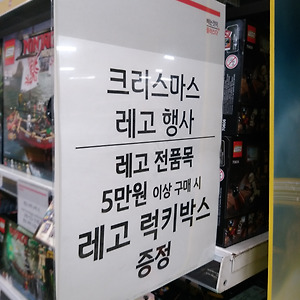 크리스마스
레고 행사
레고 전품목
5만원 이상 구매 시
레고 럭키박스
증정